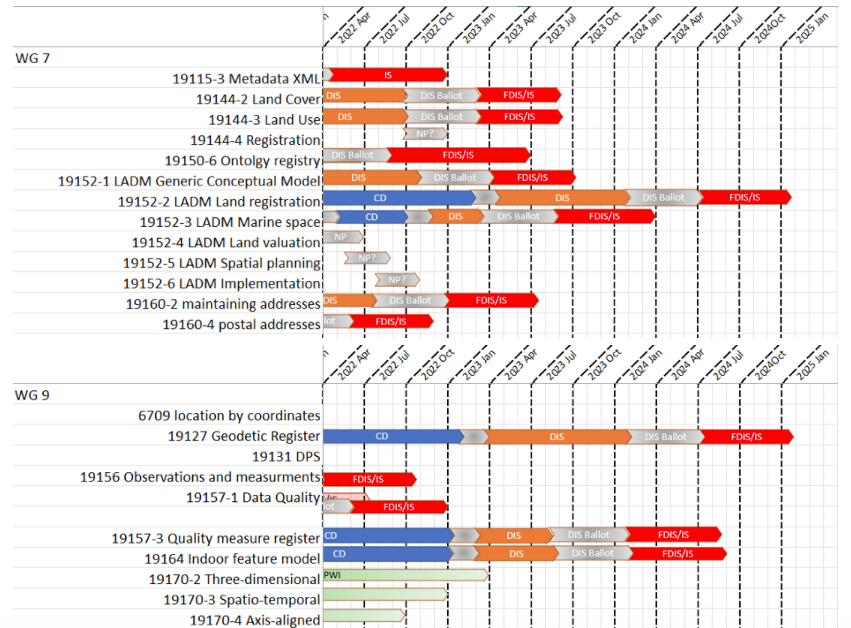 n 2022 Apr 2022 Jul 2022 Oct 2023 Jan 2023 Apr 2023 Jul 2023 Oct 2024 Jan 2024 Apr 2024 Jul 2024Oct 2025 Jan
WG 7
19115-3 Metadata XML IS
19144-2 Land Cover DIS DIS Ballot FDIS/IS
19144-3 Land Use DIS DIS Ballot FDIS/IS
19144-4 Registration NP?
19150-6 Ontolgy registry DIS Ballot FDIS/IS
19152-1 LADM Generic Conceptual Model DIS DIS Ballot FDIS/IS
19152-2 LADM Land registration CD DIS DIS Ballot FDIS/IS
19152-3 LADM Marine space CD DIS DIS Ballot FDIS/IS
19152-4 LADM Land valuation NP
19152-5 LADM Spatial planning NP?
19152-6 LADM Implementation NP?
19160-2 maintaining addresses DIS DIS Ballot FDIS/IS
19160-4 postal addresses lot FDIS/IS
n 2022 Apr 2022 Jul 2022 Oct 2023 Jan 2023 Apr 2023 Jul 2023 Oct 2024 Jan 2024 Apr 2024 Jul 2024Oct 2025 Jan
WG 9
6709 location by coordinates
19127 Geodetic Register CD DIS DIS Ballot FDIS/IS
19131 DPS
19156 Observations and measurments FDIS/IS
19157-1 Data Quality
lot FDIS/IS
19157-3 Quality measure register CD DIS DIS Ballot FDIS/IS
19164 Indoor feature model CD DIS DIS Ballot FDIS/IS
19170-2 Three-dimensional PWI
19170-3 Spatio-temporal
19170-4 Axis-aligned